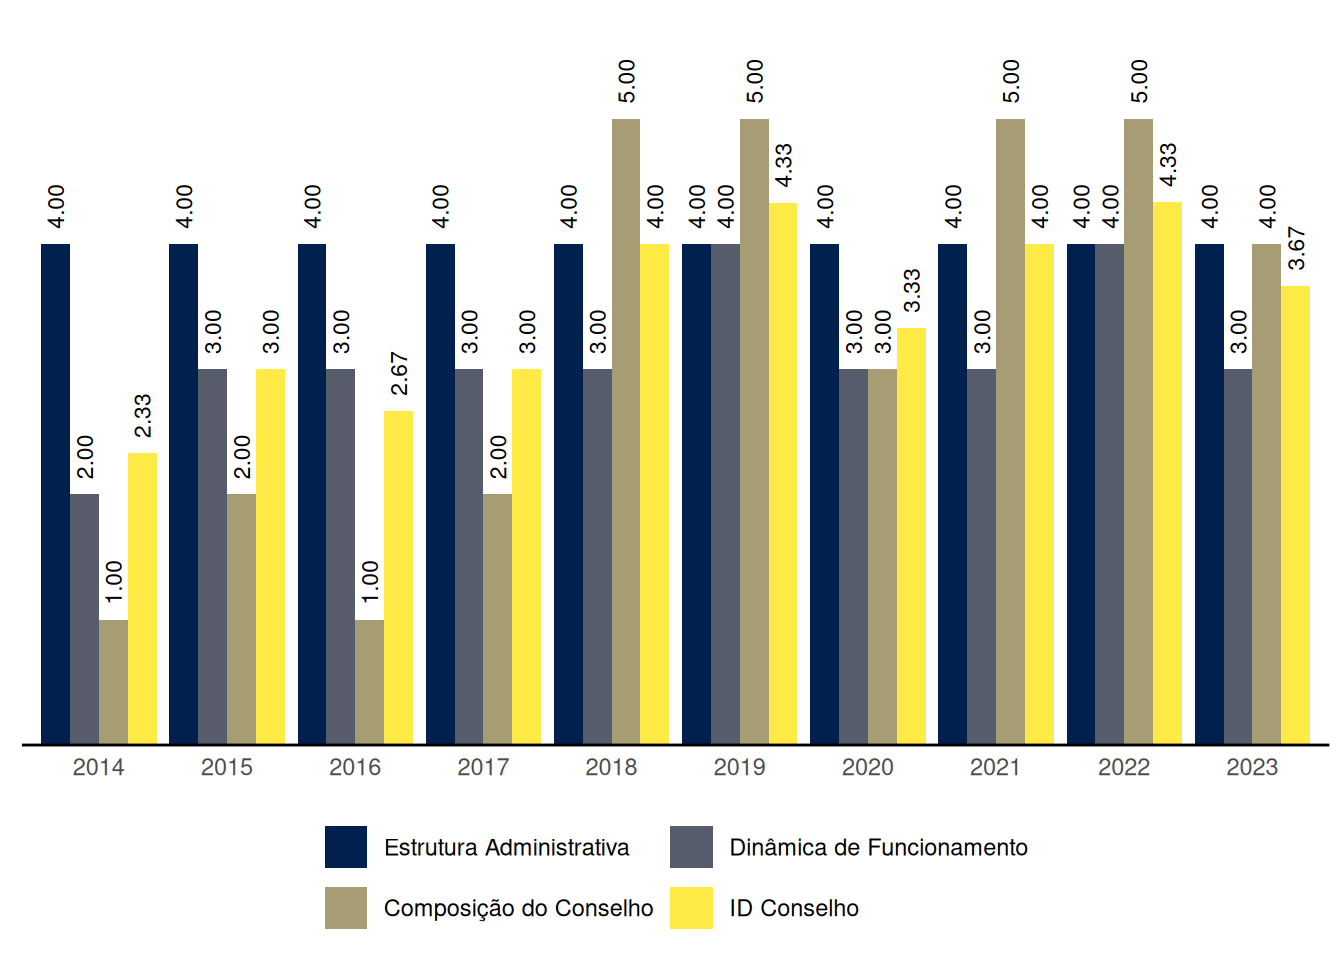 4.00 2.00 1.00 2.33
4.00 3.00 2.00 3.00
4.00 3.00 1.00 2.67
4.00 3.00 2.00 3.00
4.00 3.00 5.00 4.00
4.00 4.00 5.00 4.33
4.00 3.00 3.00 3.33
4.00 3.00 5.00 4.00
4.00 4.00 5.00 4.33
4.00 3.00 4.00 3.67
2014 2015 2016 2017 2018 2019 2020 2021 2022 2023
Estrutura Administrativa Dinâmica de Funcionamento
Composição do Conselho ID Conselho